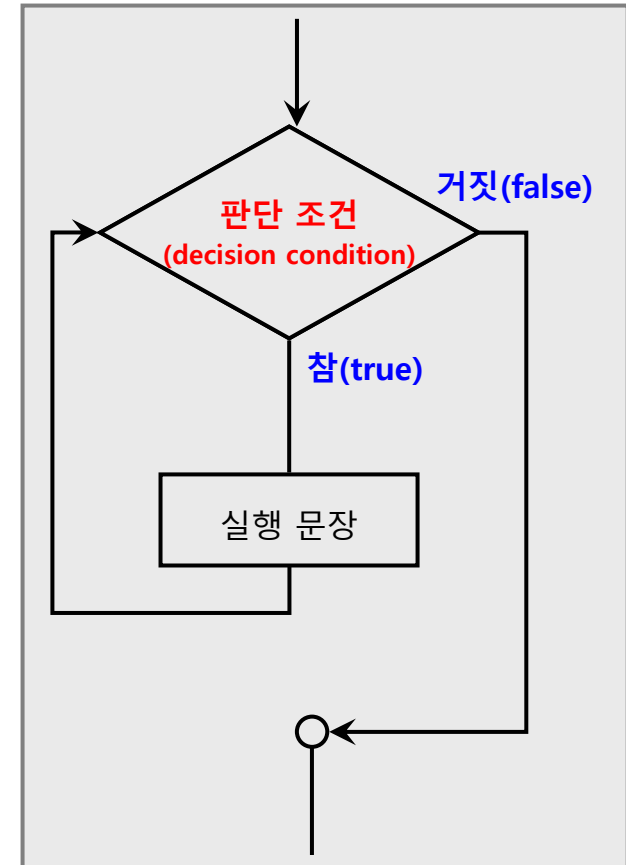 거짓(false)
판단 조건
(decision condition)
참(true)
실행 문장